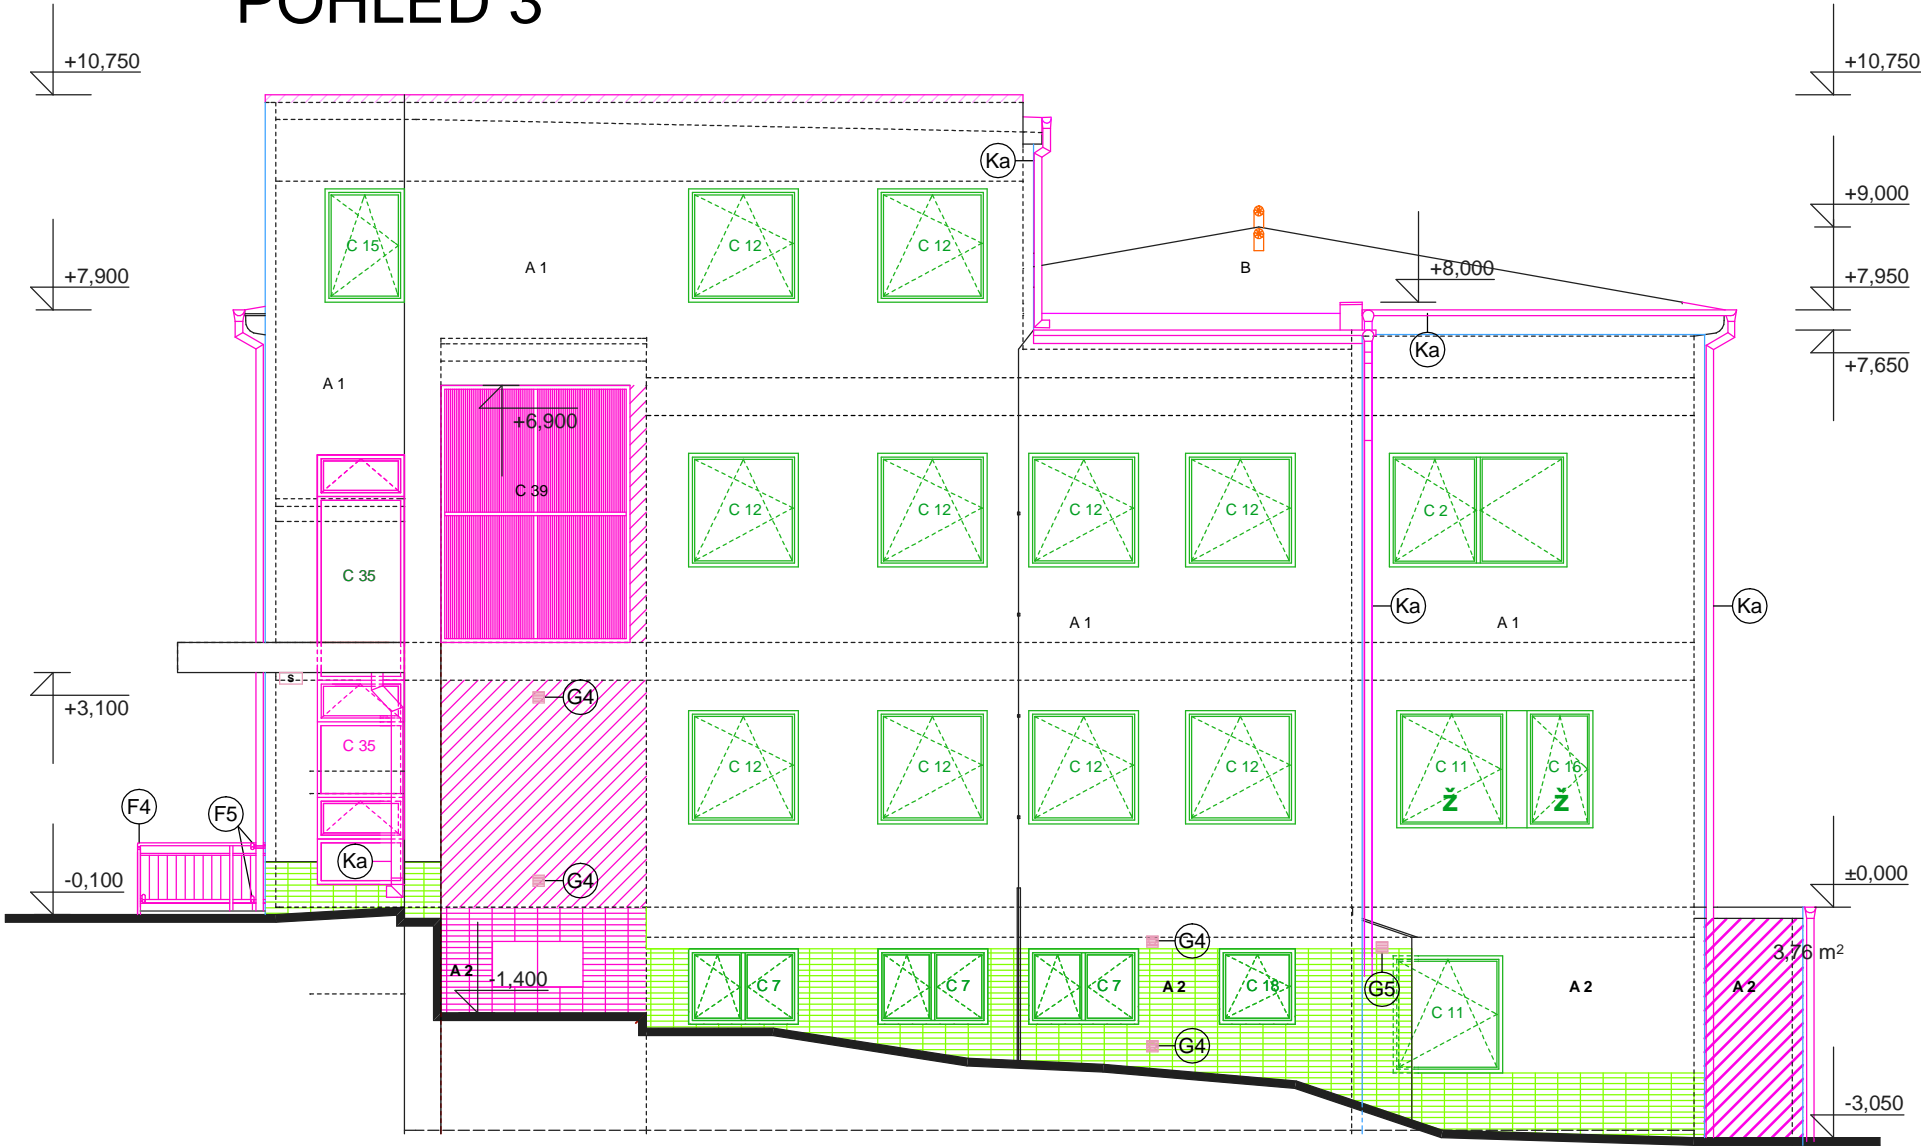 POHLED 3
+10,750
+10,750
Ka
+9,000
C 15
C 12
C 12
A 1
B
+8,000
+7,900
+7,950
Ka
+7,650
A 1
+6,900
C 39
C 12
C 12
C 12
C 12
C 2
C 35
Ka
Ka
A 1
A 1
s
G4
+3,100
C 35
C 12
C 12
C 12
C 12
C 11
C 16
Ž
Ž
F4
F5
Ka
G4
-0,100
±0,000
G4
3,76 m²
A 2
-1,400
C 7
C 7
C 7
A 2
C 18
G5
A 2
A 2
C 11
G4
-3,050